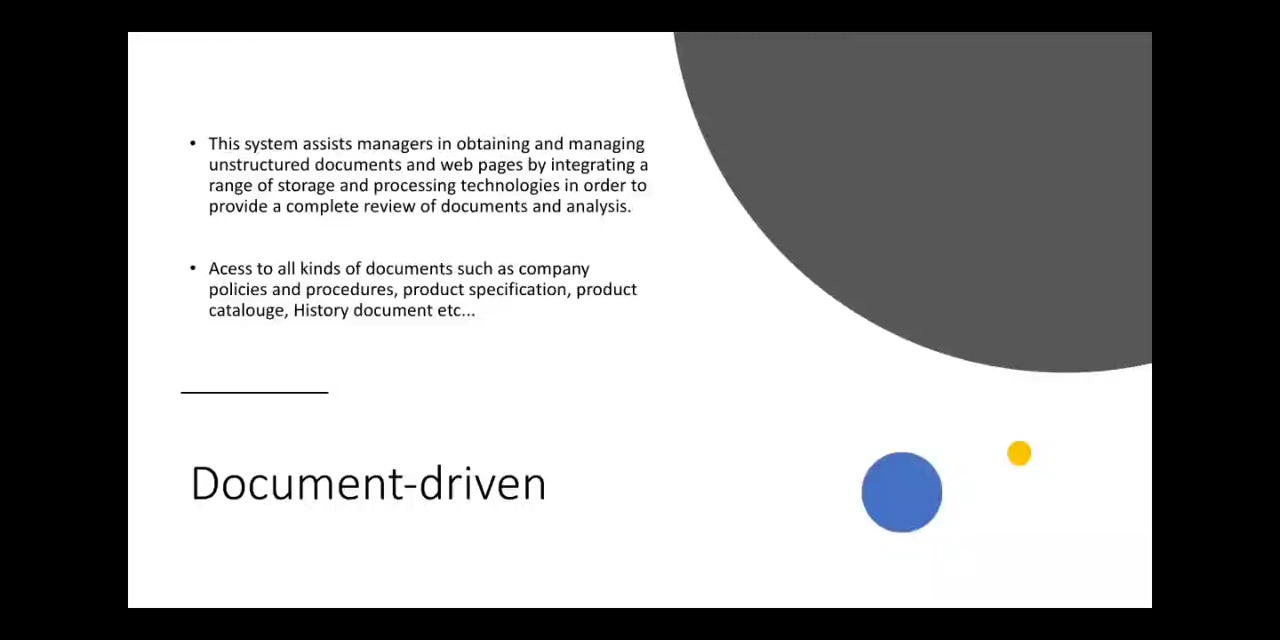 • This system assists managers in obtaining and managing
unstructured documents and web pages by integrating a
range of storage and processing technologies in order to
provide a complete review of documents and analysis.
• Acess to all kinds of documents such as company
policies and procedures, product specification, product
catalouge, History document etc...
Document-driven